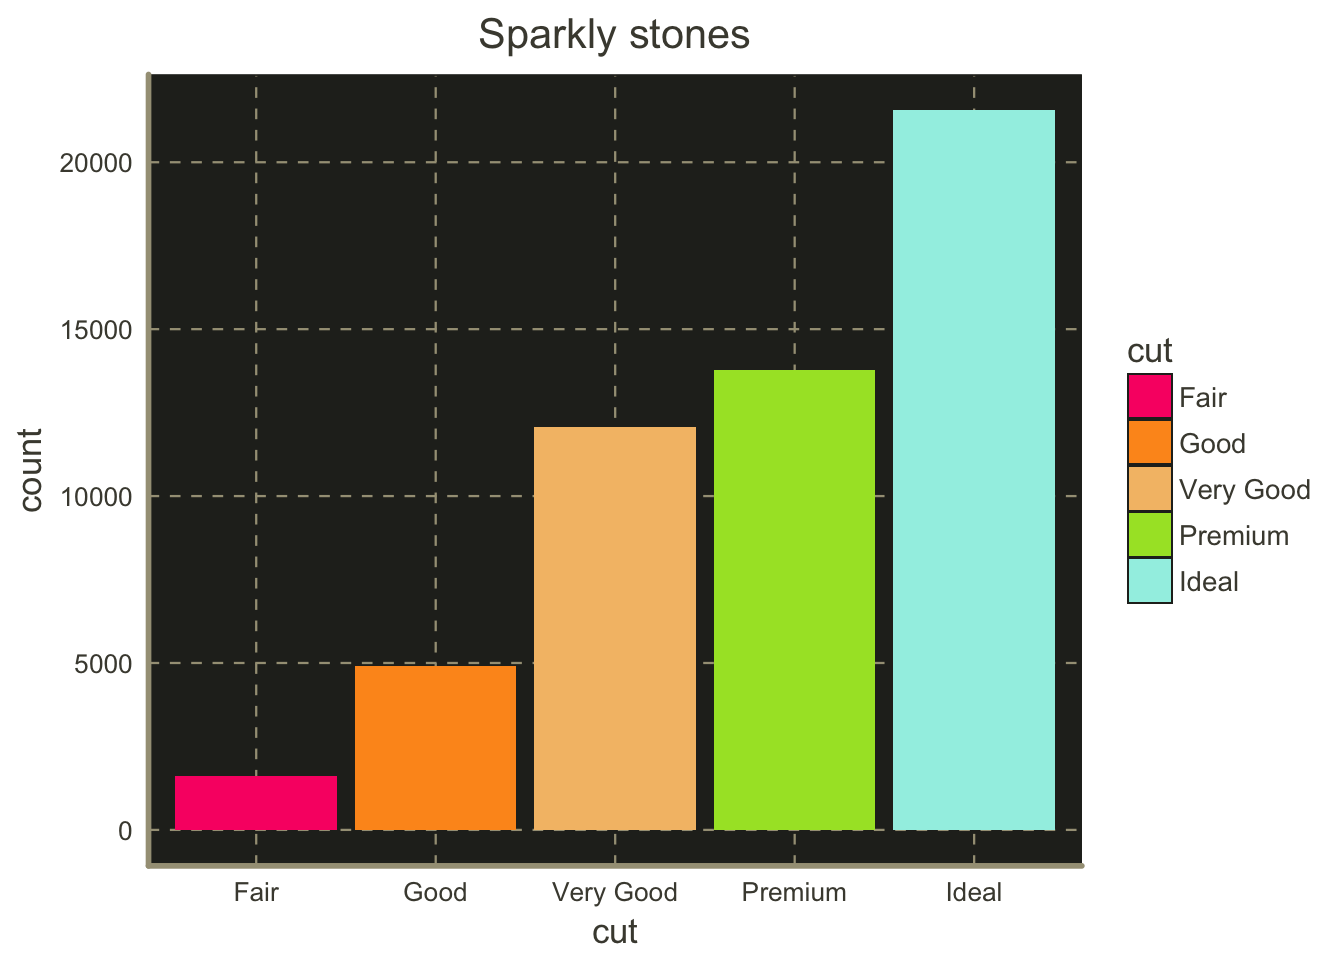 Sparkly stones
count
20000
15000
10000
5000
0
Fair Good Very Good Premium Ideal
cut
cut
Fair
Good
Very Good
Premium
Ideal